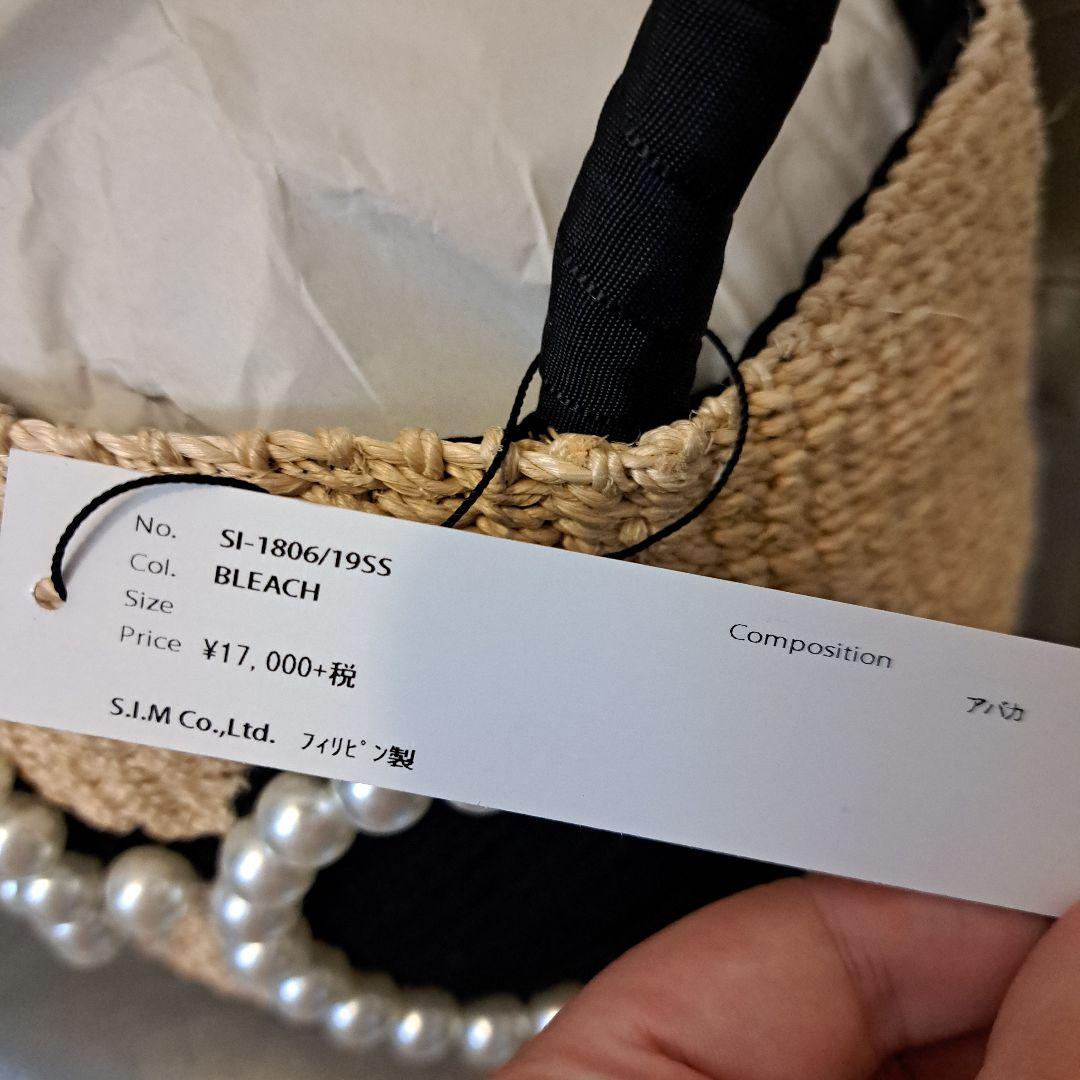 No. SI-1806/19SS
Col. BLEACH
Size
Price ¥17, 000+税
S.I.M Co.,Ltd. ﾌｨﾘﾋﾟﾝ製
Composition
アバカ